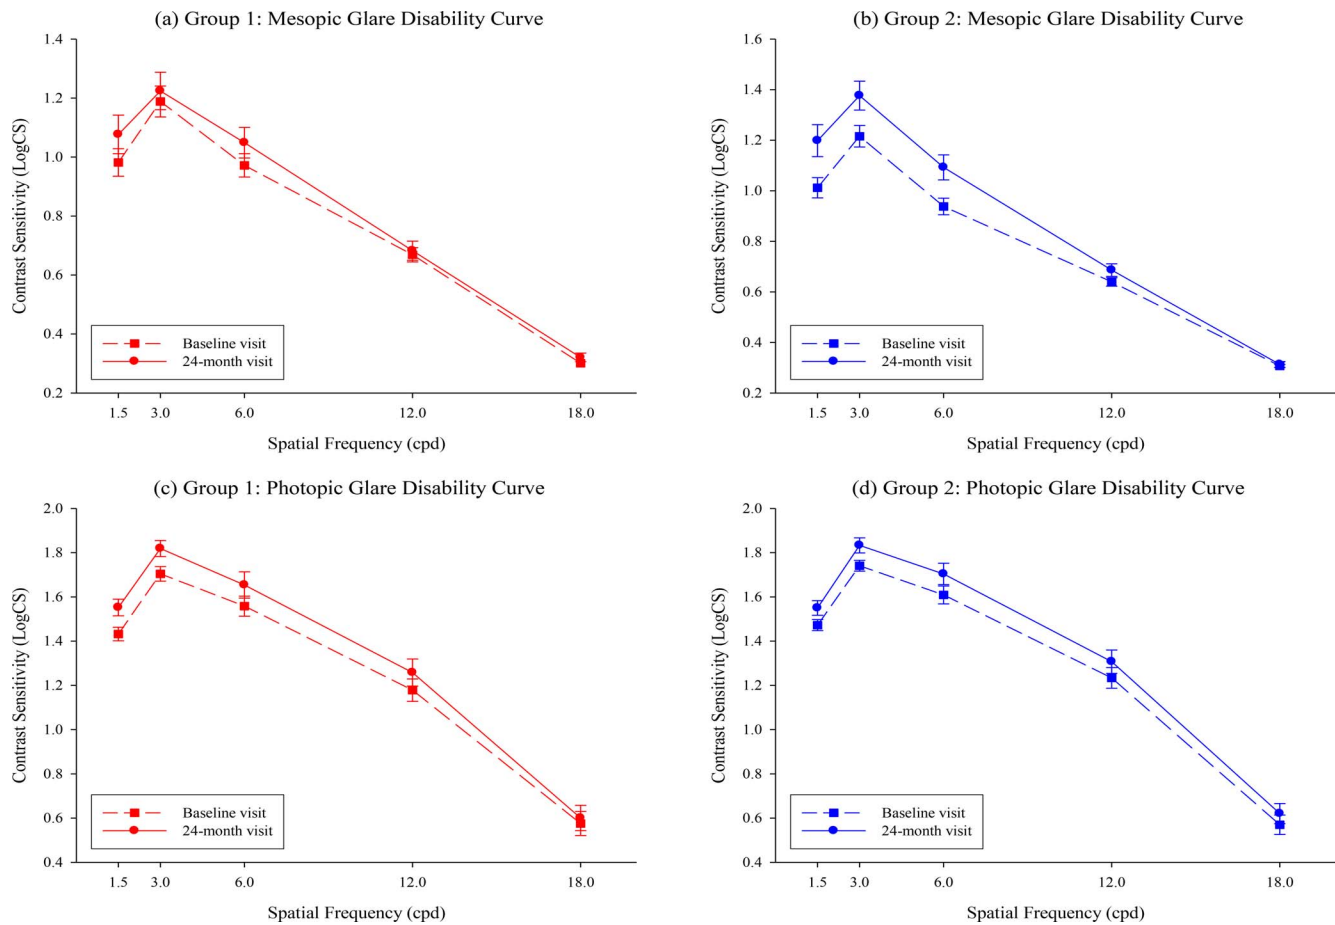 (a) Group 1: Mesopic Glare Disability Curve
Contrast Sensitivity (LogCS)
1.4
1.2
1.0
0.8
0.6
0.4
0.2
Baseline visit
24-month visit
1.5 3.0 6.0 12.0 18.0
Spatial Frequency (cpd)
(b) Group 2: Mesopic Glare Disability Curve
Contrast Sensitivity (LogCS)
1.6
1.4
1.2
1.0
0.8
0.6
0.4
0.2
Baseline visit
24-month visit
1.5 3.0 6.0 12.0 18.0
Spatial Frequency (cpd)
(c) Group 1: Photopic Glare Disability Curve
Contrast Sensitivity (LogCS)
2.0
1.8
1.6
1.4
1.2
1.0
0.8
0.6
0.4
Baseline visit
24-month visit
1.5 3.0 6.0 12.0 18.0
Spatial Frequency (cpd)
(d) Group 2: Photopic Glare Disability Curve
Contrast Sensitivity (LogCS)
2.0
1.8
1.6
1.4
1.2
1.0
0.8
0.6
0.4
Baseline visit
24-month visit
1.5 3.0 6.0 12.0 18.0
Spatial Frequency (cpd)